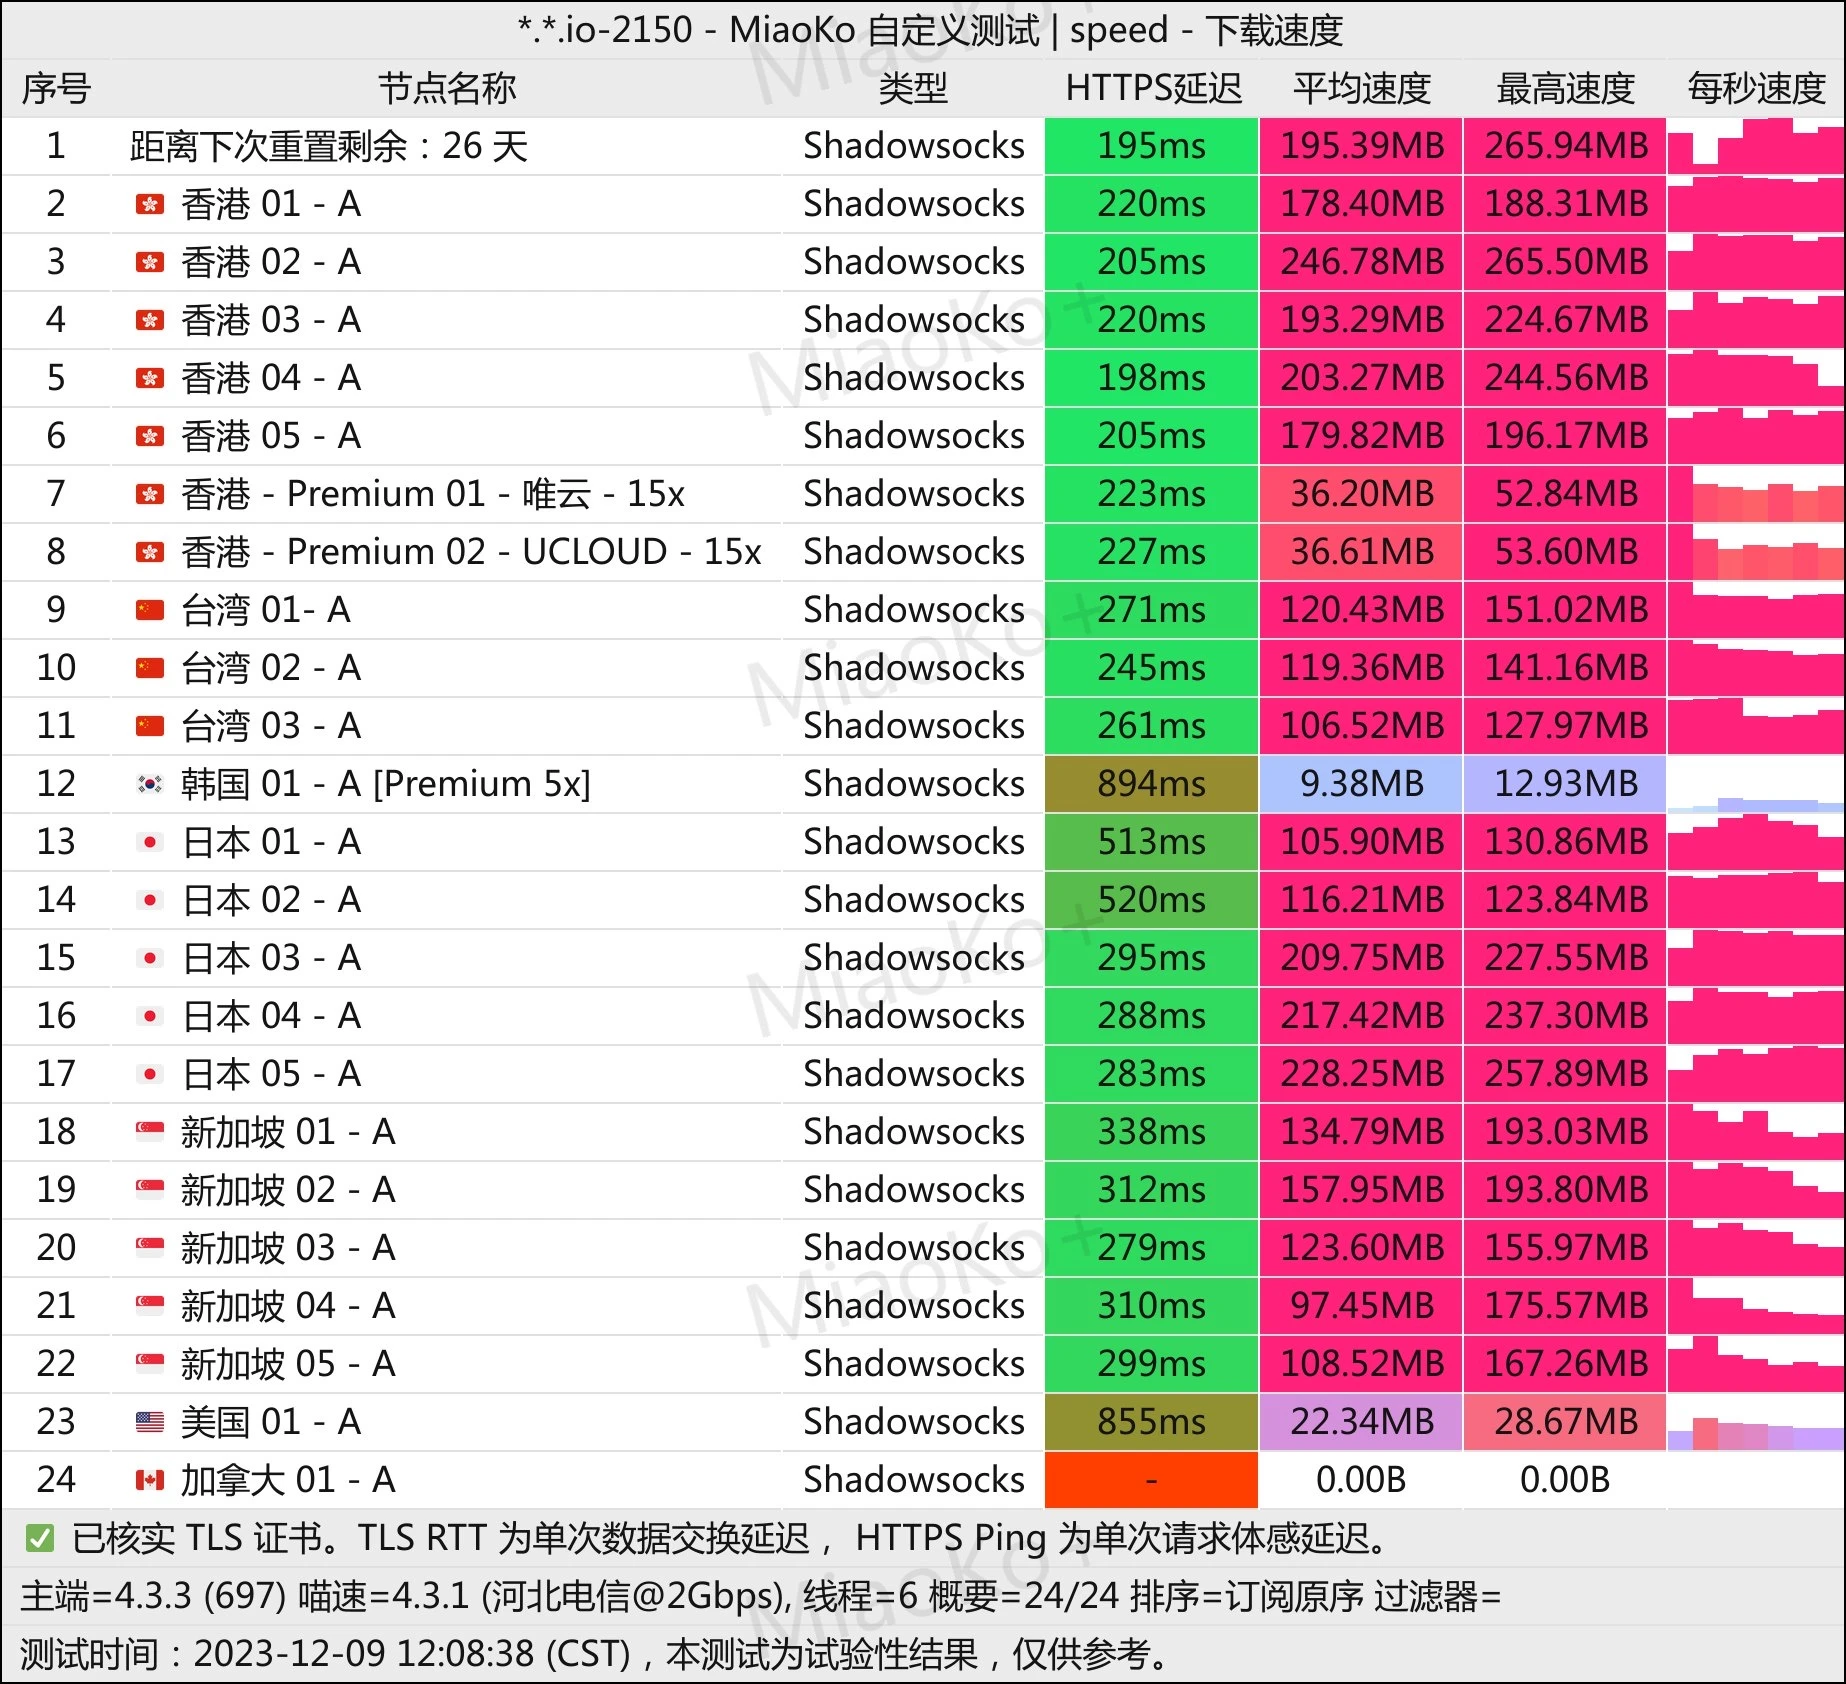 *.*.io-2150 - MiaoKo 自定义测试 | speed - 下载速度
序号 节点名称 类型 HTTPS延迟 平均速度 最高速度 每秒速度
1 距离下次重置剩余：26 天 Shadowsocks 195ms 195.39MB 265.94MB
2 香港 01 - A Shadowsocks 220ms 178.40MB 188.31MB
3 香港 02 - A Shadowsocks 205ms 246.78MB 265.50MB
4 香港 03 - A Shadowsocks 220ms 193.29MB 224.67MB
5 香港 04 - A Shadowsocks 198ms 203.27MB 244.56MB
6 香港 05 - A Shadowsocks 205ms 179.82MB 196.17MB
7 香港 - Premium 01 - 唯云 - 15x Shadowsocks 223ms 36.20MB 52.84MB
8 香港 - Premium 02 - UCLOUD - 15x Shadowsocks 227ms 36.61MB 53.60MB
9 台湾 01- A Shadowsocks 271ms 120.43MB 151.02MB
10 台湾 02 - A Shadowsocks 245ms 119.36MB 141.16MB
11 台湾 03 - A Shadowsocks 261ms 106.52MB 127.97MB
12 韩国 01 - A [Premium 5x] Shadowsocks 894ms 9.38MB 12.93MB
13 日本 01 - A Shadowsocks 513ms 105.90MB 130.86MB
14 日本 02 - A Shadowsocks 520ms 116.21MB 123.84MB
15 日本 03 - A Shadowsocks 295ms 209.75MB 227.55MB
16 日本 04 - A Shadowsocks 288ms 217.42MB 237.30MB
17 日本 05 - A Shadowsocks 283ms 228.25MB 257.89MB
18 新加坡 01 - A Shadowsocks 338ms 134.79MB 193.03MB
19 新加坡 02 - A Shadowsocks 312ms 157.95MB 193.80MB
20 新加坡 03 - A Shadowsocks 279ms 123.60MB 155.97MB
21 新加坡 04 - A Shadowsocks 310ms 97.45MB 175.57MB
22 新加坡 05 - A Shadowsocks 299ms 108.52MB 167.26MB
23 美国 01 - A Shadowsocks 855ms 22.34MB 28.67MB
24 加拿大 01 - A Shadowsocks - 0.00B 0.00B
✅ 已核实 TLS 证书。TLS RTT 为单次数据交换延迟， HTTPS Ping 为单次请求体感延迟。
主端=4.3.3 (697) 喵速=4.3.1 (河北电信@2Gbps), 线程=6 概要=24/24 排序=订阅原序 过滤器=
测试时间：2023-12-09 12:08:38 (CST)，本测试为试验性结果，仅供参考。
MiaoKo+
MiaoKo+
MiaoKo+
MiaoKo+
MiaoKo+
MiaoKo+